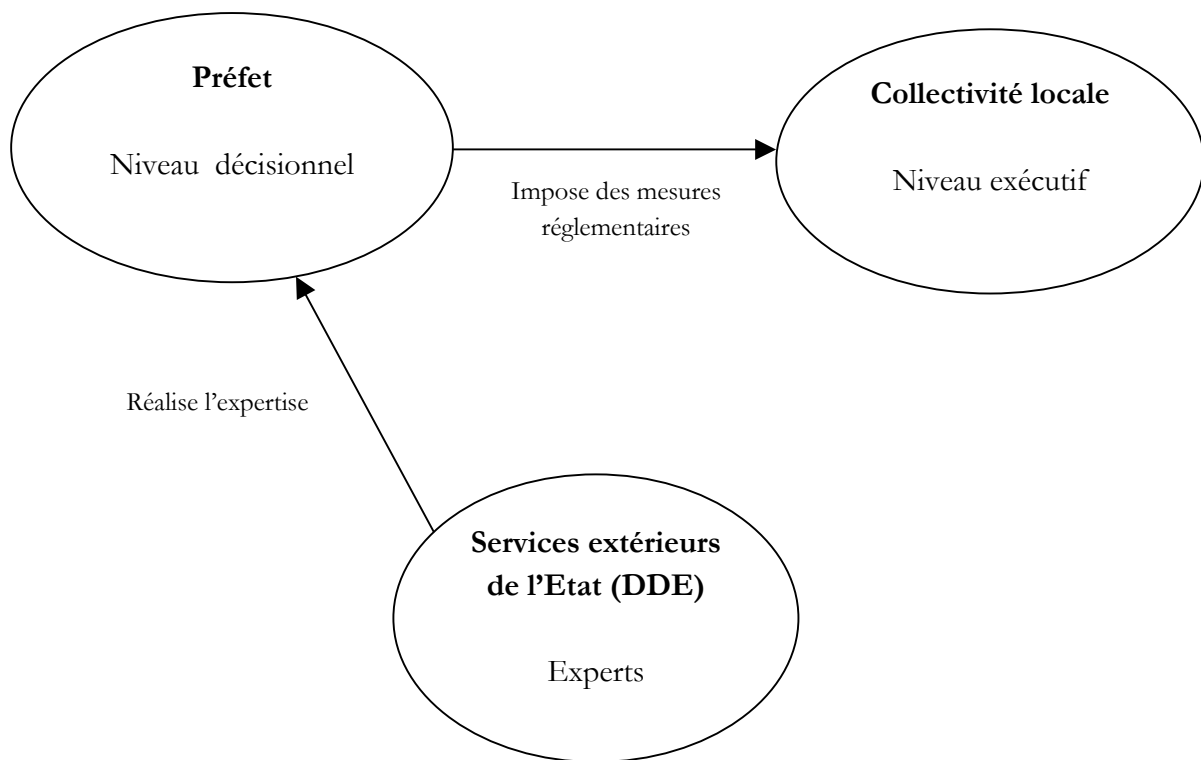 Préfet
Niveau décisionnel
Impose des mesures
réglementaires
Collectivité locale
Niveau exécutif
Réalise l’expertise
Services extérieurs
de l’Etat (DDE)
Experts